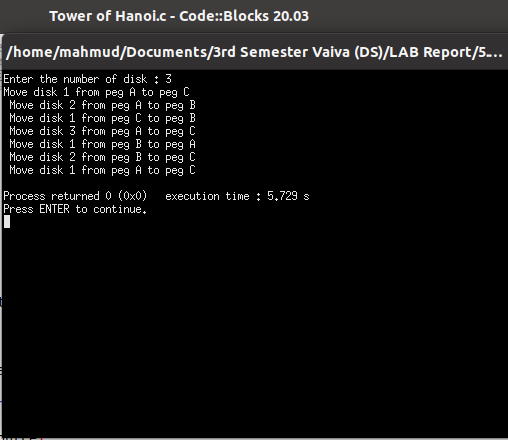 Tower of Hanoi.c - Code::Blocks 20.03
/home/mahmud/Documents/3rd Semester Vaiva (DS)/LAB Report/5....
Enter the number of disk : 3
Move disk 1 from peg A to peg C
Move disk 2 from peg A to peg B
Move disk 1 from peg C to peg B
Move disk 3 from peg A to peg C
Move disk 1 from peg B to peg A
Move disk 2 from peg B to peg C
Move disk 1 from peg A to peg C
Process returned 0 (0x0)   execution time : 5.729 s
Press ENTER to continue.